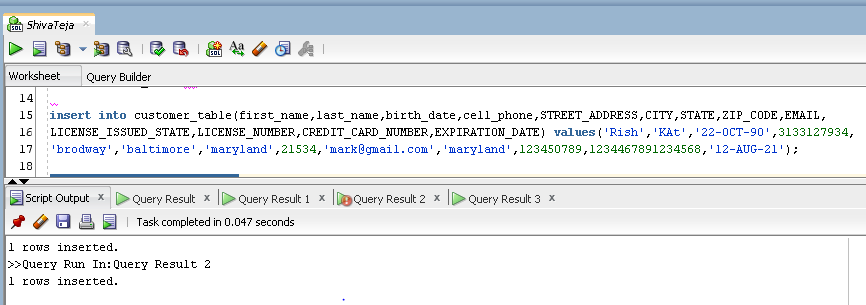 ShivaTeja
Worksheet Query Builder
14
15 insert into customer_table(first_name,last_name,birth_date,cell_phone,STREET_ADDRESS,CITY,STATE,ZIP_CODE,EMAIL,
16 LICENSE_ISSUED_STATE,LICENSE_NUMBER,CREDIT_CARD_NUMBER,EXPIRATION_DATE) values('Rish','KAt','22-OCT-90',3133127934,
17 'brodway','baltimore','maryland',21534,'mark@gmail.com','maryland',123450789,1234467891234568,'12-AUG-21');
18
Script Output x Query Result x Query Result 1 x Query Result 2 x Query Result 3 x
Task completed in 0.047 seconds
1 rows inserted.
>>Query Run In:Query Result 2
1 rows inserted.